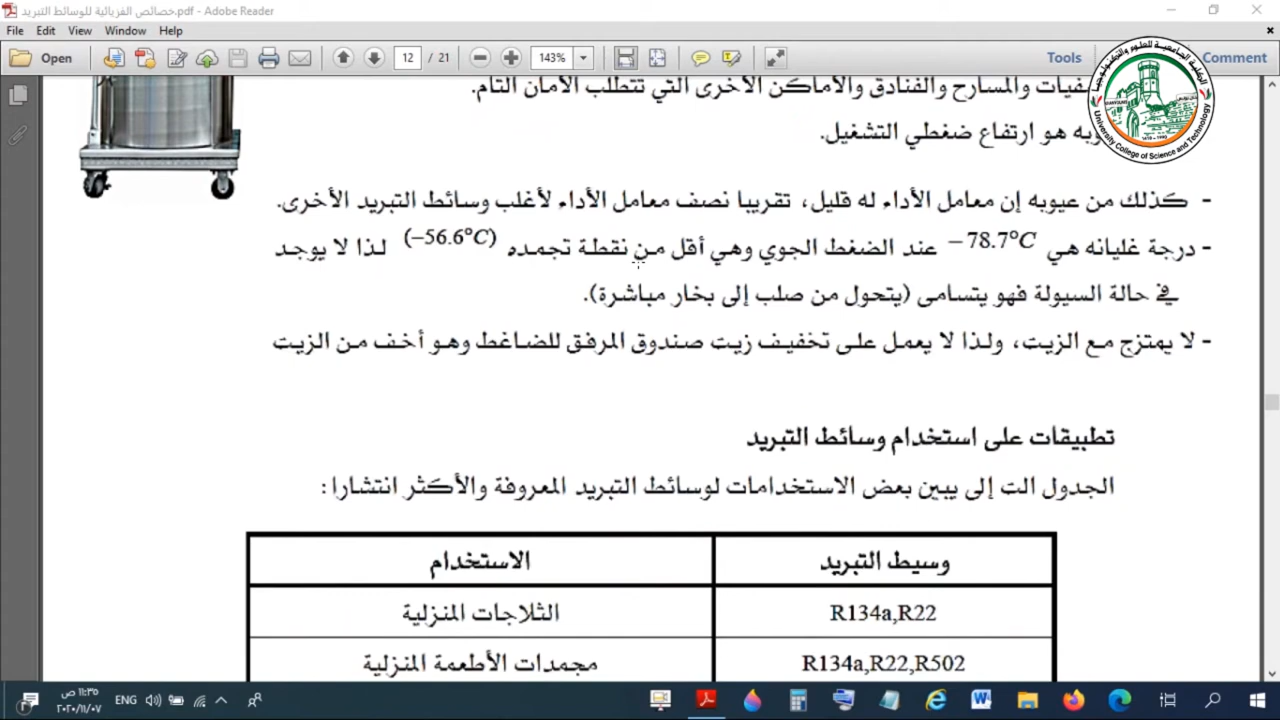 خصائص الفزيائية للوسائط التبريد.pdf - Adobe Reader
File Edit View Window Help
Open 12 / 21 143% Tools Comment
والمسارح والفنادق والأماكن الأخرى التي تتطلب الأمان التام.
هو ارتفاع ضغطي التشغيل.
- كذلك من عيوبه إن معامل الأداء له قليل، تقريبا نصف معامل الأداء لأغلب وسائط التبريد الأخرى.
- درجة غليانه هي −78.7°C عند الضغط الجوي وهي أقل من نقطة تجمده (−56.6°C) لذا لا يوجد
في حالة السيولة فهو يتسامى (يتحول من صلب إلى بخار مباشرة).
- لا يمتزج مع الزيت، ولذا لا يعمل على تخفيف زيت صندوق المرفق للضاغط وهو أخف من الزيت
تطبيقات على استخدام وسائط التبريد
الجدول الت إلى يبين بعض الاستخدامات لوسائط التبريد المعروفة والأكثر انتشارا:
وسيط التبريد الاستخدام
R134a,R22 الثلاجات المنزلية
R134a,R22,R502 مجمدات الأطعمة المنزلية
University College of Science and Technology
ENG ١١:٣٥ ص
٢٠٢٠/١١/٠٧